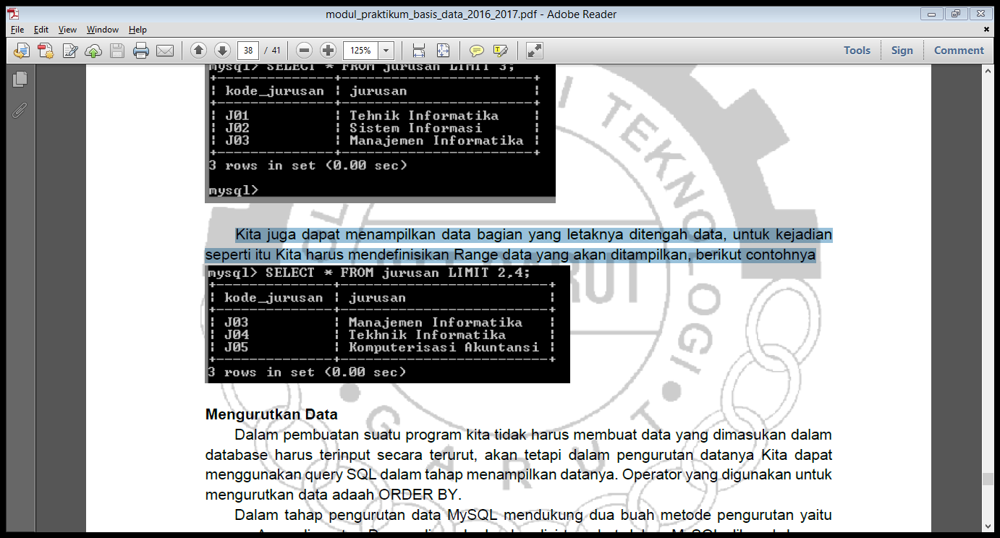 modul_praktikum_basis_data_2016_2017.pdf - Adobe Reader
File Edit View Window Help
38 / 41 125% Tools Sign Comment
mysql> SELECT * FROM jurusan LIMIT 3;
kode_jurusan | jurusan
J01 | Tehnik Informatika
J02 | Sistem Informasi
J03 | Manajemen Informatika
3 rows in set (0.00 sec)
mysql>
Kita juga dapat menampilkan data bagian yang letaknya ditengah data, untuk kejadian
seperti itu Kita harus mendefinisikan Range data yang akan ditampilkan, berikut contohnya
mysql> SELECT * FROM jurusan LIMIT 2,4;
kode_jurusan | jurusan
J03 | Manajemen Informatika
J04 | Tekhnik Informatika
J05 | Komputerisasi Akuntansi
3 rows in set (0.00 sec)
Mengurutkan Data
Dalam pembuatan suatu program kita tidak harus membuat data yang dimasukan dalam
database harus terinput secara terurut, akan tetapi dalam pengurutan datanya Kita dapat
menggunakan query SQL dalam tahap menampilkan datanya. Operator yang digunakan untuk
mengurutkan data adaah ORDER BY.
Dalam tahap pengurutan data MySQL mendukung dua buah metode pengurutan yaitu
TEKNOLOGI
GARUT